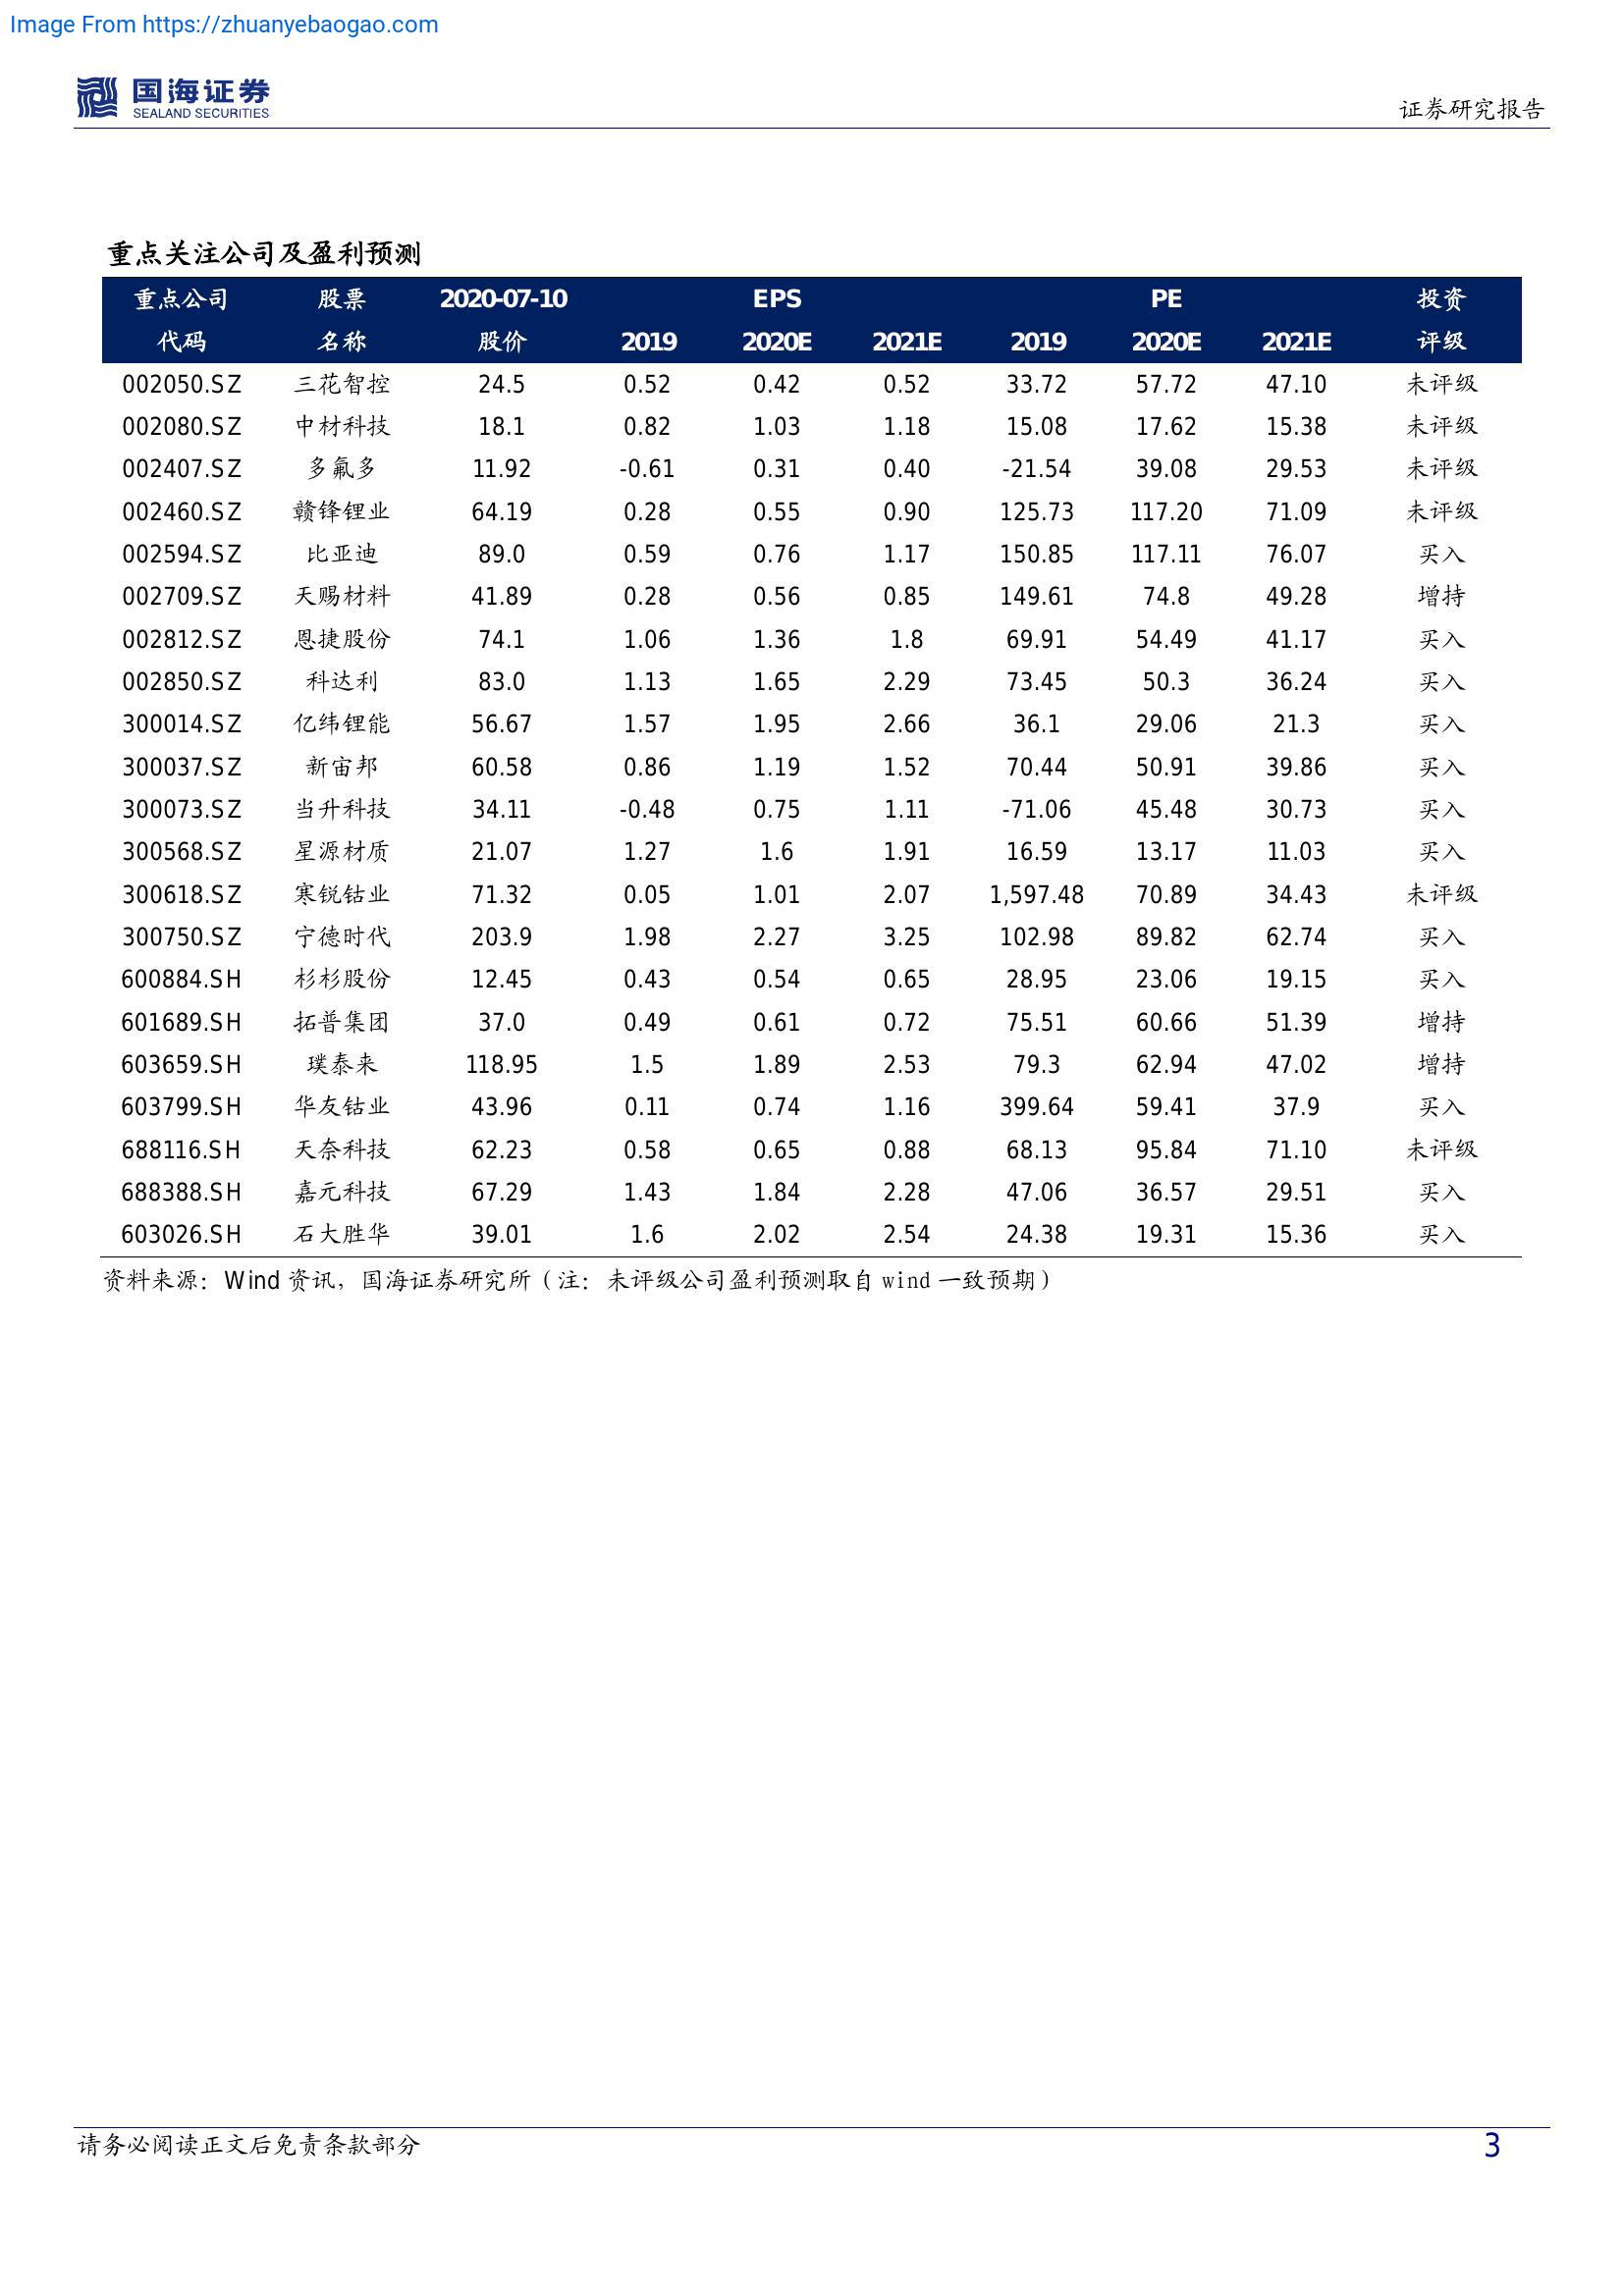 Image From https://zhuanyebaogao.com
国海证券
SEALAND SECURITIES
证券研究报告
重点关注公司及盈利预测
重点公司 股票 2020-07-10 EPS PE 投资
代码 名称 股价 2019 2020E 2021E 2019 2020E 2021E 评级
002050.SZ 三花智控 24.5 0.52 0.42 0.52 33.72 57.72 47.10 未评级
002080.SZ 中材科技 18.1 0.82 1.03 1.18 15.08 17.62 15.38 未评级
002407.SZ 多氟多 11.92 -0.61 0.31 0.40 -21.54 39.08 29.53 未评级
002460.SZ 赣锋锂业 64.19 0.28 0.55 0.90 125.73 117.20 71.09 未评级
002594.SZ 比亚迪 89.0 0.59 0.76 1.17 150.85 117.11 76.07 买入
002709.SZ 天赐材料 41.89 0.28 0.56 0.85 149.61 74.8 49.28 增持
002812.SZ 恩捷股份 74.1 1.06 1.36 1.8 69.91 54.49 41.17 买入
002850.SZ 科达利 83.0 1.13 1.65 2.29 73.45 50.3 36.24 买入
300014.SZ 亿纬锂能 56.67 1.57 1.95 2.66 36.1 29.06 21.3 买入
300037.SZ 新宙邦 60.58 0.86 1.19 1.52 70.44 50.91 39.86 买入
300073.SZ 当升科技 34.11 -0.48 0.75 1.11 -71.06 45.48 30.73 买入
300568.SZ 星源材质 21.07 1.27 1.6 1.91 16.59 13.17 11.03 买入
300618.SZ 寒锐钴业 71.32 0.05 1.01 2.07 1,597.48 70.89 34.43 未评级
300750.SZ 宁德时代 203.9 1.98 2.27 3.25 102.98 89.82 62.74 买入
600884.SH 杉杉股份 12.45 0.43 0.54 0.65 28.95 23.06 19.15 买入
601689.SH 拓普集团 37.0 0.49 0.61 0.72 75.51 60.66 51.39 增持
603659.SH 璞泰来 118.95 1.5 1.89 2.53 79.3 62.94 47.02 增持
603799.SH 华友钴业 43.96 0.11 0.74 1.16 399.64 59.41 37.9 买入
688116.SH 天奈科技 62.23 0.58 0.65 0.88 68.13 95.84 71.10 未评级
688388.SH 嘉元科技 67.29 1.43 1.84 2.28 47.06 36.57 29.51 买入
603026.SH 石大胜华 39.01 1.6 2.02 2.54 24.38 19.31 15.36 买入
资料来源：Wind 资讯，国海证券研究所（注：未评级公司盈利预测取自 wind 一致预期）
请务必阅读正文后免责条款部分
3